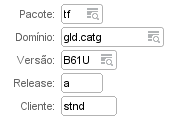 Pacote: tf
Domínio: gld.catg
Versão: B61U
Release: a
Cliente: stnd